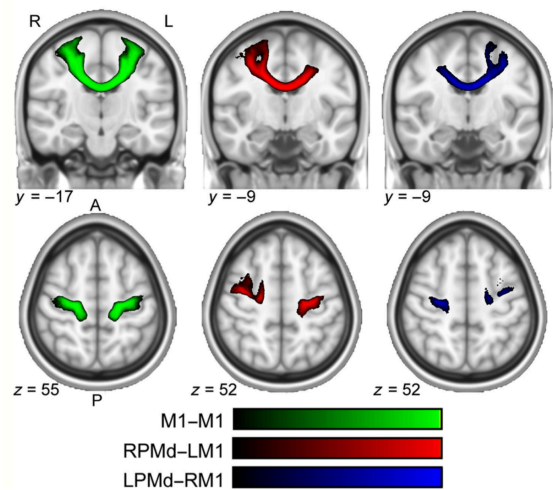 R L
y = –17 y = –9 y = –9
A
z = 55 z = 52 z = 52
P
M1–M1
RPMd–LM1
LPMd–RM1